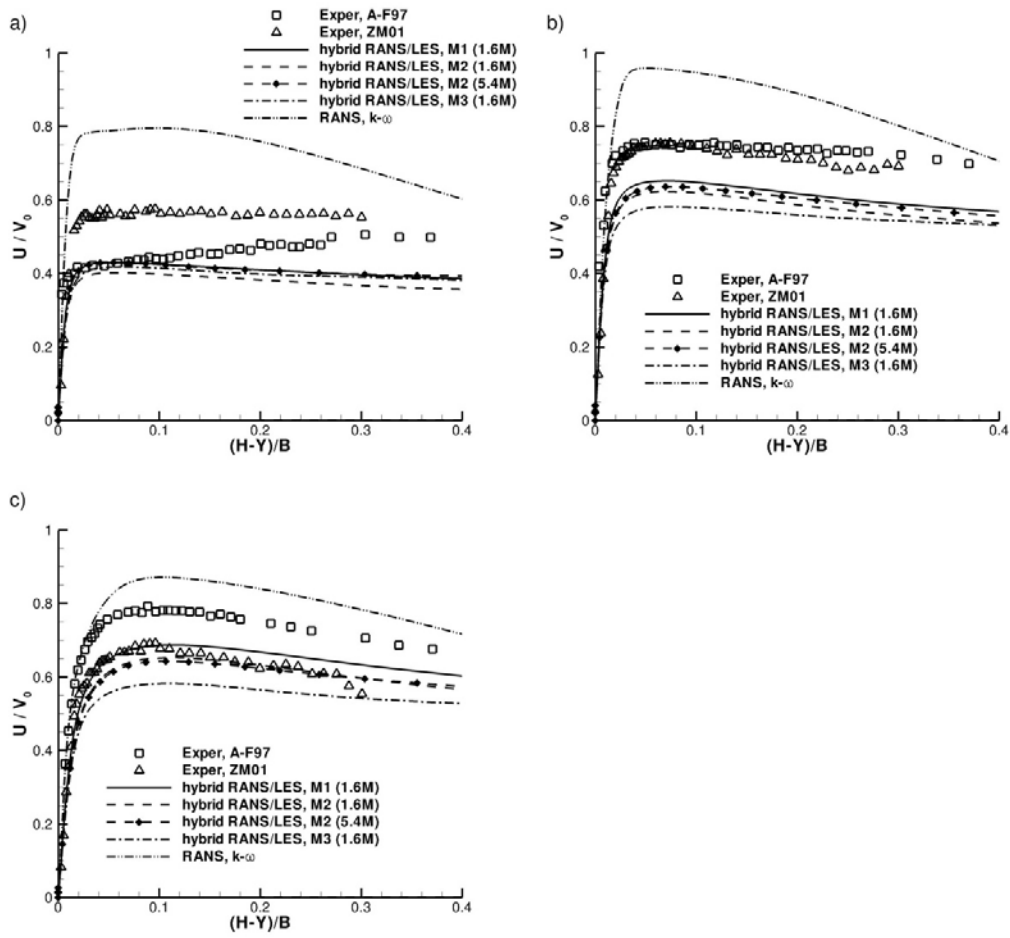 a)
Exper, A-F97
Exper, ZM01
hybrid RANS/LES, M1 (1.6M)
hybrid RANS/LES, M2 (1.6M)
hybrid RANS/LES, M2 (5.4M)
hybrid RANS/LES, M3 (1.6M)
RANS, k-ω
1
0.8
0.6
0.4
0.2
0
U / V0
0
0.1
0.2
0.3
0.4
(H-Y)/B
b)
1
0.8
0.6
0.4
0.2
0
U / V0
Exper, A-F97
Exper, ZM01
hybrid RANS/LES, M1 (1.6M)
hybrid RANS/LES, M2 (1.6M)
hybrid RANS/LES, M2 (5.4M)
hybrid RANS/LES, M3 (1.6M)
RANS, k-ω
0
0.1
0.2
0.3
0.4
(H-Y)/B
c)
1
0.8
0.6
0.4
0.2
0
U / V0
Exper, A-F97
Exper, ZM01
hybrid RANS/LES, M1 (1.6M)
hybrid RANS/LES, M2 (1.6M)
hybrid RANS/LES, M2 (5.4M)
hybrid RANS/LES, M3 (1.6M)
RANS, k-ω
0
0.1
0.2
0.3
0.4
(H-Y)/B